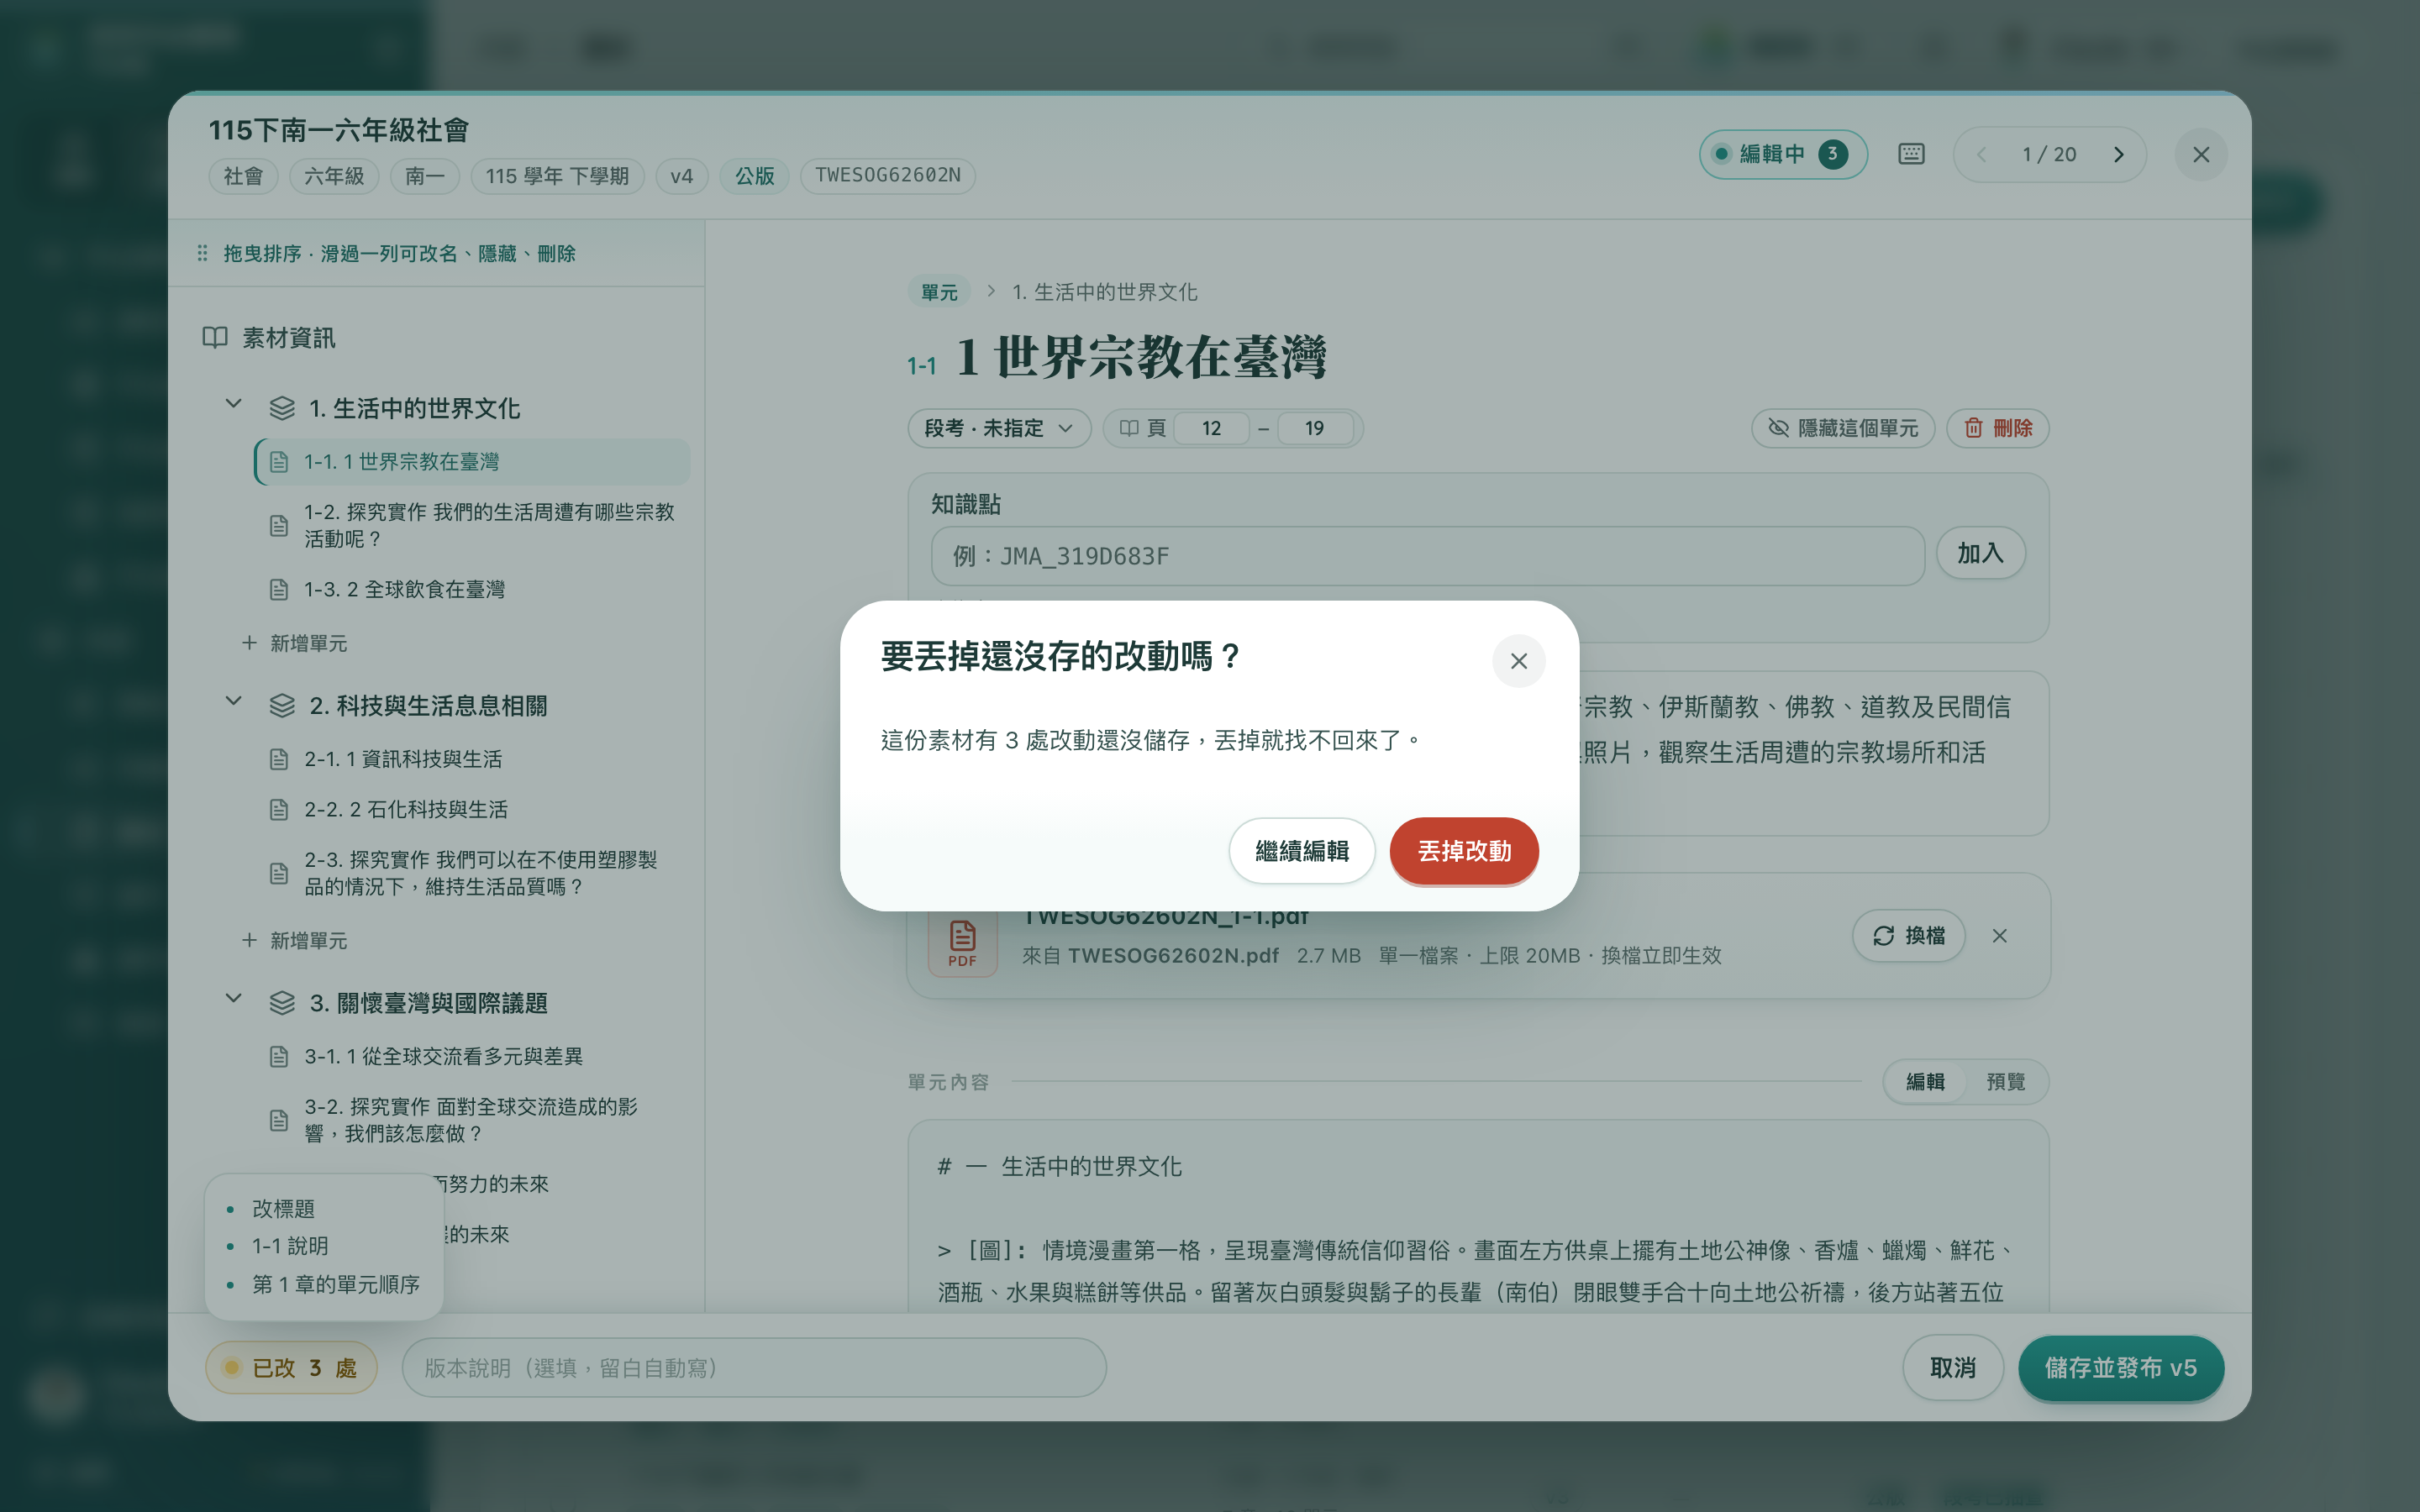 115下南一六年級社會
社會 六年級 南一 115 學年 下學期 v4 公版 TWESOG62602N
編輯中 3
1 / 20
拖曳排序 · 滑過一列可改名、隱藏、刪除
素材資訊
1. 生活中的世界文化
1-1. 1 世界宗教在臺灣
1-2. 探究實作 我們的生活周遭有哪些宗教
活動呢？
1-3. 2 全球飲食在臺灣
新增單元
2. 科技與生活息息相關
2-1. 1 資訊科技與生活
2-2. 2 石化科技與生活
2-3. 探究實作 我們可以在不使用塑膠製
品的情況下，維持生活品質嗎？
新增單元
3. 關懷臺灣與國際議題
3-1. 1 從全球交流看多元與差異
3-2. 探究實作 面對全球交流造成的影
響，我們該怎麼做？
努力的未來
的未來
改標題
1-1 說明
第 1 章的單元順序
單元 1. 生活中的世界文化
1-1 1 世界宗教在臺灣
段考 · 未指定 頁 12 – 19
隱藏這個單元 刪除
知識點
例：JMA_319D683F 加入
要丟掉還沒存的改動嗎？
這份素材有 3 處改動還沒儲存，丟掉就找不回來了。
繼續編輯 丟掉改動
宗教、伊斯蘭教、佛教、道教及民間信
照片，觀察生活周遭的宗教場所和活
TWESOG62602N_1-1.pdf
PDF 來自 TWESOG62602N.pdf 2.7 MB 單一檔案 · 上限 20MB · 換檔立即生效
換檔
單元內容 編輯 預覽
# 一 生活中的世界文化
> [圖]: 情境漫畫第一格，呈現臺灣傳統信仰習俗。畫面左方供桌上擺有土地公神像、香爐、蠟燭、鮮花、
酒瓶、水果與糕餅等供品。留著灰白頭髮與鬍子的長輩（南伯）閉眼雙手合十向土地公祈禱，後方站著五位
已改 3 處 版本說明（選填，留白自動寫）
取消 儲存並發布 v5